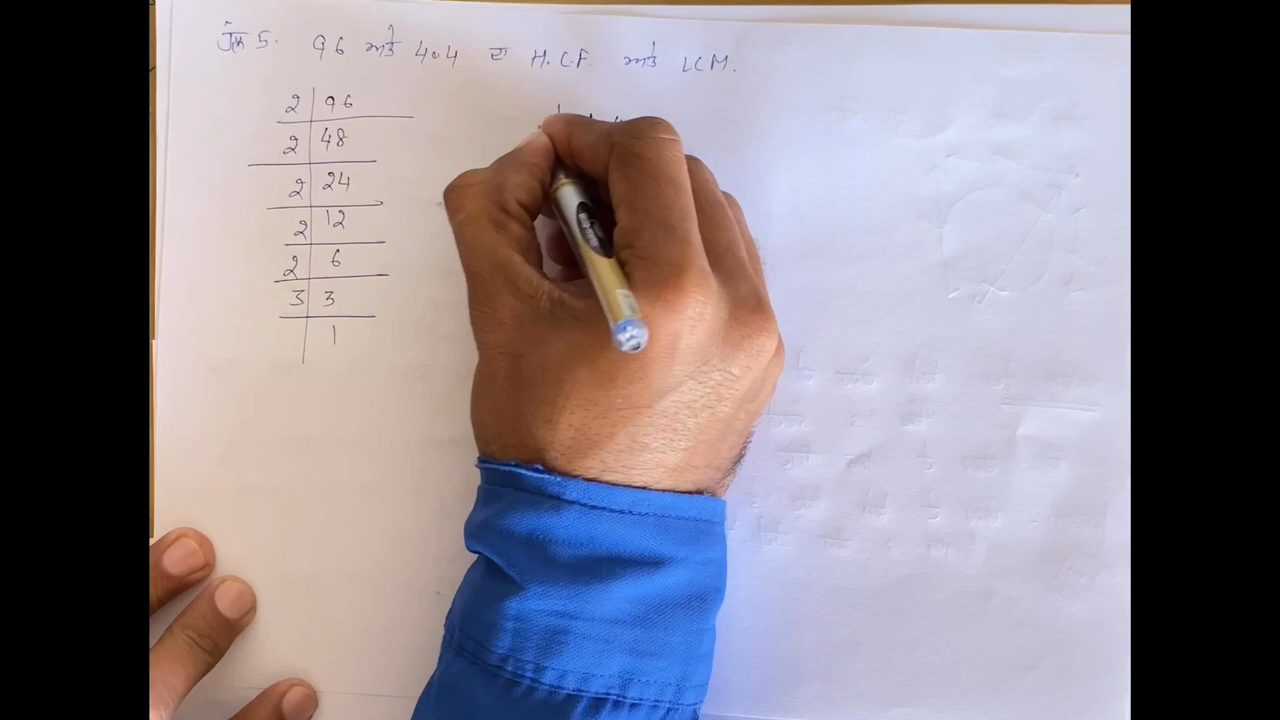 ਪ੍ਰਸ਼ਨ 5. 96 ਅਤੇ 404 ਦਾ H.C.F. ਅਤੇ LCM.
2 | 96
2 | 48
2 | 24
2 | 12
2 | 6
3 | 3
1